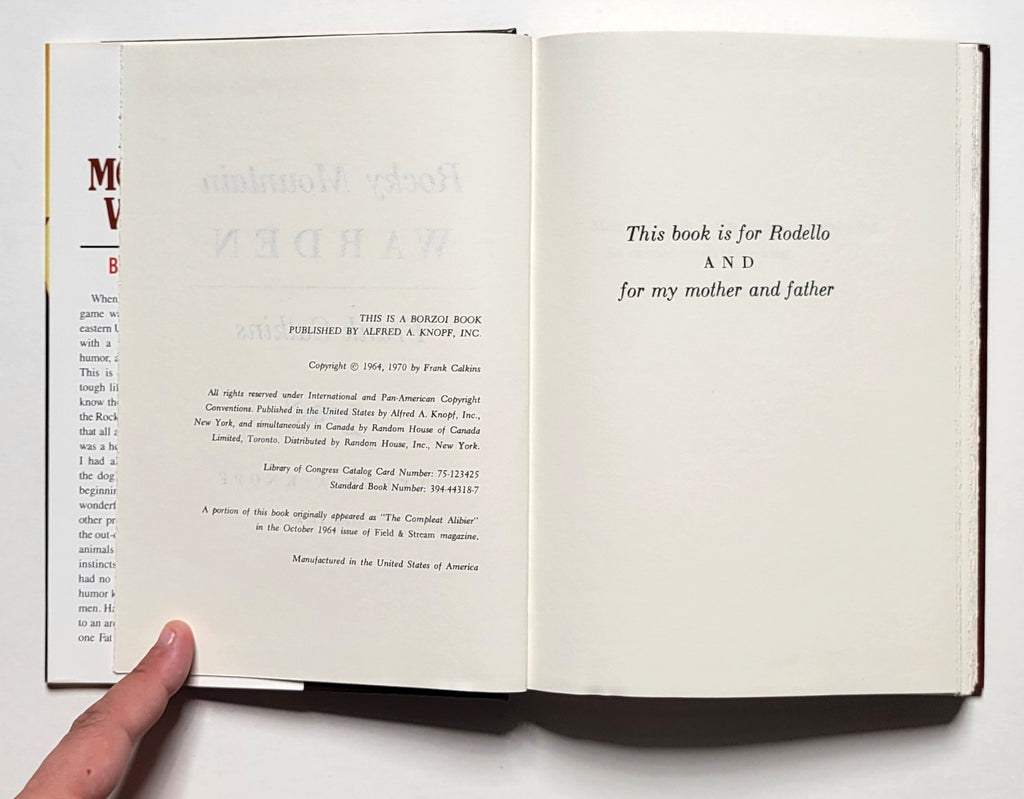 When
game
eastern
with a
humor,
This is
tough
know
the Rock
that all
was a
I had
the dog
other
the out-
animals
instincts
had no
humor
men.
to an
one Fat
Rocky Mountain
WARDEN
Frank Calkins
THIS IS A BORZOI BOOK
PUBLISHED BY ALFRED A. KNOPF, INC.
Copyright © 1964, 1970 by Frank Calkins
All rights reserved under International and Pan-American Copyright
Conventions. Published in the United States by Alfred A. Knopf, Inc.,
New York, and simultaneously in Canada by Random House of Canada
Limited, Toronto. Distributed by Random House, Inc., New York.
Library of Congress Catalog Card Number: 75-123425
Standard Book Number: 394-44318-7
A portion of this book originally appeared as "The Compleat Alibier"
in the October 1964 issue of Field & Stream magazine.
Manufactured in the United States of America
This book is for Rodello
AND
for my mother and father